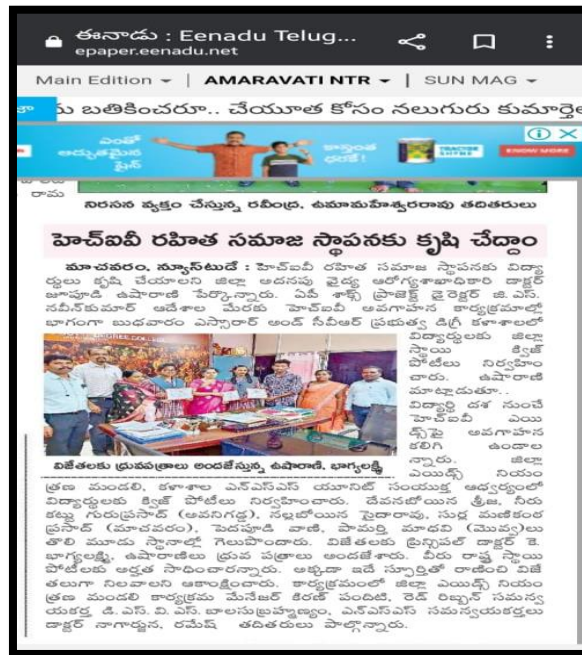 ఈనాడు : Eenadu Telug...
epaper.eenadu.net
Main Edition | AMARAVATI NTR | SUN MAG
ను బతికించరూ.. చేయూత కోసం నలుగురు కుమార్తెల
ఎంతో
అద్భుతమైన
షైన్
కాస్తంత
ధరకే!
TRACTOR
KNOW MORE
రామ
నిరసన వ్యక్తం చేస్తున్న రవీంద్ర, ఉమామహేశ్వరరావు తదితరులు
హెచ్ఐవీ రహిత సమాజ స్థాపనకు కృషి చేద్దాం
మాచవరం, న్యూస్‌టుడే : హెచ్ఐవీ రహిత సమాజ స్థాపనకు విద్యా
ర్థులు కృషి చేయాలని జిల్లా అదనపు వైద్య ఆరోగ్యశాఖాధికారి డాక్టర్
జూపూడి ఉషారాణి పేర్కొన్నారు. ఏపీ శాక్స్ ప్రాజెక్ట్ డైరెక్టర్ జి.ఎస్.
నవీన్‌కుమార్ ఆదేశాల మేరకు హెచ్ఐవీ అవగాహన కార్యక్రమాల్లో
భాగంగా బుధవారం ఎస్సారార్ అండ్ సీవీఆర్ ప్రభుత్వ డిగ్రీ కళాశాలలో
విద్యార్థులకు జిల్లా
స్థాయి క్విజ్
పోటీలు నిర్వహిం
చారు. ఉషారాణి
మాట్లాడుతూ..
విద్యార్థి దశ నుంచే
హెచ్ఐవీ ఎయి
డ్స్‌పై అవగాహన
కలిగి ఉండాల
న్నారు. జిల్లా
ఎయిడ్స్ నియం
విజేతలకు ధ్రువపత్రాలు అందజేస్తున్న ఉషారాణి, భాగ్యలక్ష్మి
త్రణ మండలి, కళాశాల ఎన్ఎస్ఎస్ యూనిట్ సంయుక్త ఆధ్వర్యంలో
విద్యార్థులకు క్విజ్ పోటీలు నిర్వహించారు. దేవనబోయిన శ్రీజ, నీరు
కట్టు గురుప్రసాద్ (అవనిగడ్డ), నల్లబోయిన సైదారావు, సుర్ల మణికంఠ
ప్రసాద్ (మాచవరం), పెదపూడి వాణి, పామర్తి మాధవి (మొవ్వ)లు
తొలి మూడు స్థానాల్లో గెలుపొందారు. విజేతలకు ప్రిన్సిపల్ డాక్టర్ కె.
భాగ్యలక్ష్మి, ఉషారాణిలు ధ్రువ పత్రాలు అందజేశారు. వీరు రాష్ట్ర స్థాయి
పోటీలకు అర్హత సాధించారన్నారు. అక్కడా ఇదే స్ఫూర్తితో రాణించి విజే
తలుగా నిలవాలని ఆకాంక్షించారు. కార్యక్రమంలో జిల్లా ఎయిడ్స్ నియం
త్రణ మండలి కార్యక్రమ మేనేజర్ కిరణ్ పండిటి, రెడ్ రిబ్బన్ సమన్వ
యకర్త డి.ఎస్.వి.ఎస్. బాలసుబ్రహ్మణ్యం, ఎన్ఎస్ఎస్ సమన్వయకర్తలు
డాక్టర్ నాగార్జున, రమేష్ తదితరులు పాల్గొన్నారు.